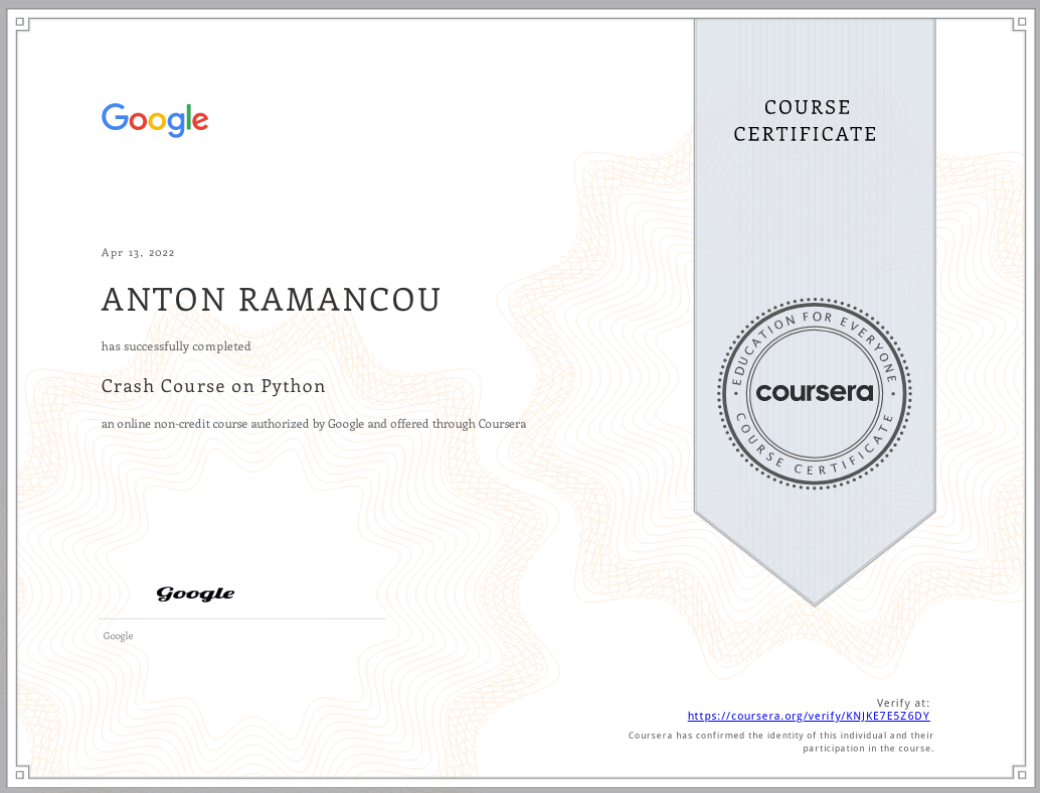 Google
COURSE
CERTIFICATE
Apr 13, 2022
ANTON RAMANCOU
has successfully completed
Crash Course on Python
an online non-credit course authorized by Google and offered through Coursera
EDUCATION FOR EVERYONE
coursera
COURSE CERTIFICATE
Google
Google
Verify at:
https://coursera.org/verify/KNJKE7E5Z6DY
Coursera has confirmed the identity of this individual and their
participation in the course.